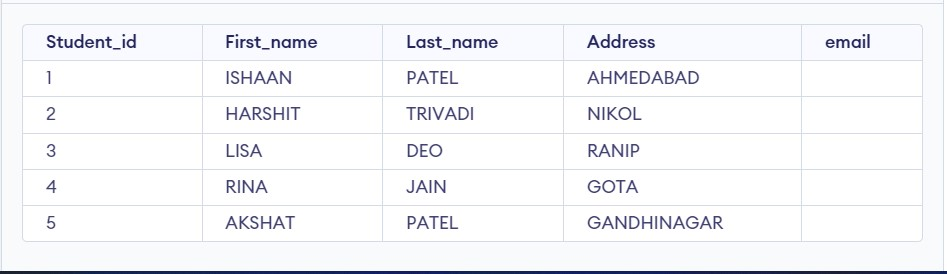 Student_id First_name Last_name Address email
1 ISHAAN PATEL AHMEDABAD
2 HARSHIT TRIVADI NIKOL
3 LISA DEO RANIP
4 RINA JAIN GOTA
5 AKSHAT PATEL GANDHINAGAR